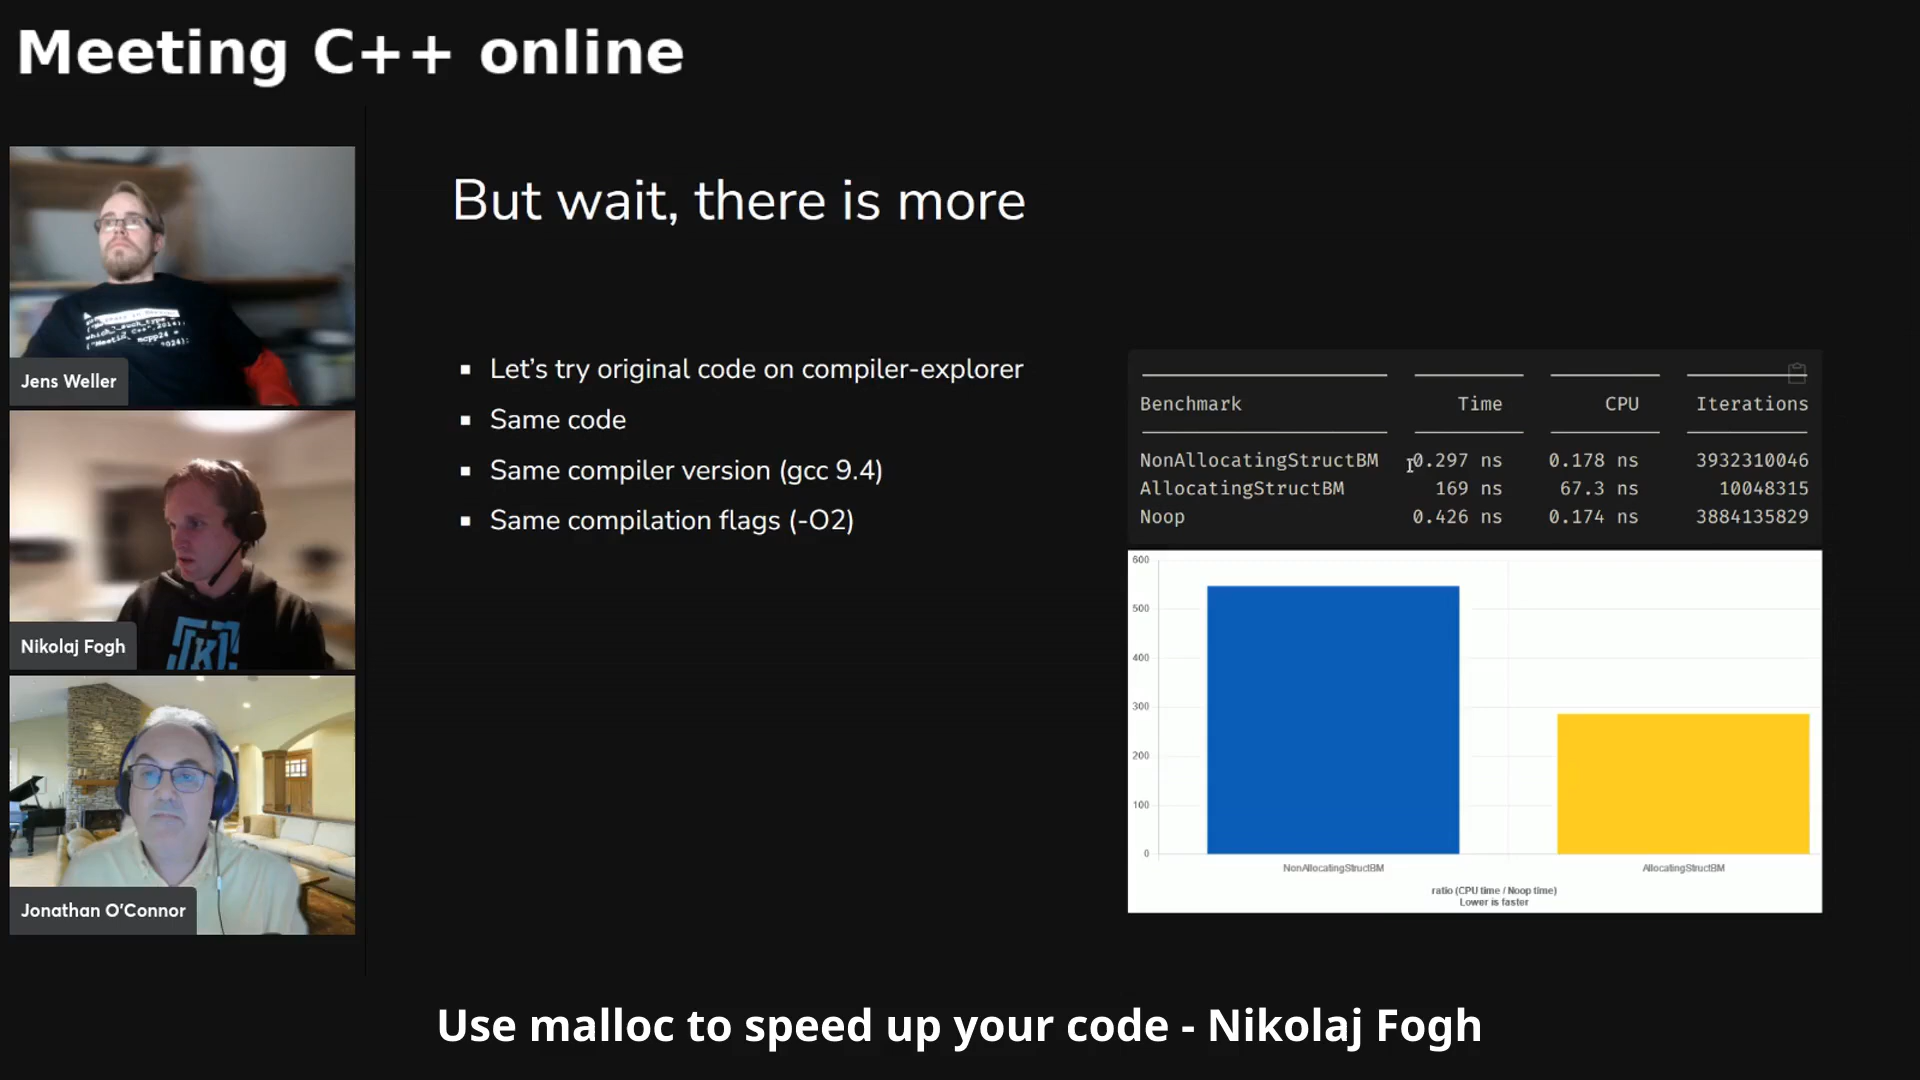 Meeting C++ online
Jens Weller
Nikolaj Fogh
Jonathan O'Connor
But wait, there is more
Let's try original code on compiler-explorer
Same code
Same compiler version (gcc 9.4)
Same compilation flags (-O2)
Benchmark Time CPU Iterations
NonAllocatingStructBM 0.297 ns 0.178 ns 3932310046
AllocatingStructBM 169 ns 67.3 ns 10048315
Noop 0.426 ns 0.174 ns 3884135829
600
500
400
300
200
100
0
NonAllocatingStructBM AllocatingStructBM
ratio (CPU time / Noop time)
Lower is faster
Use malloc to speed up your code - Nikolaj Fogh